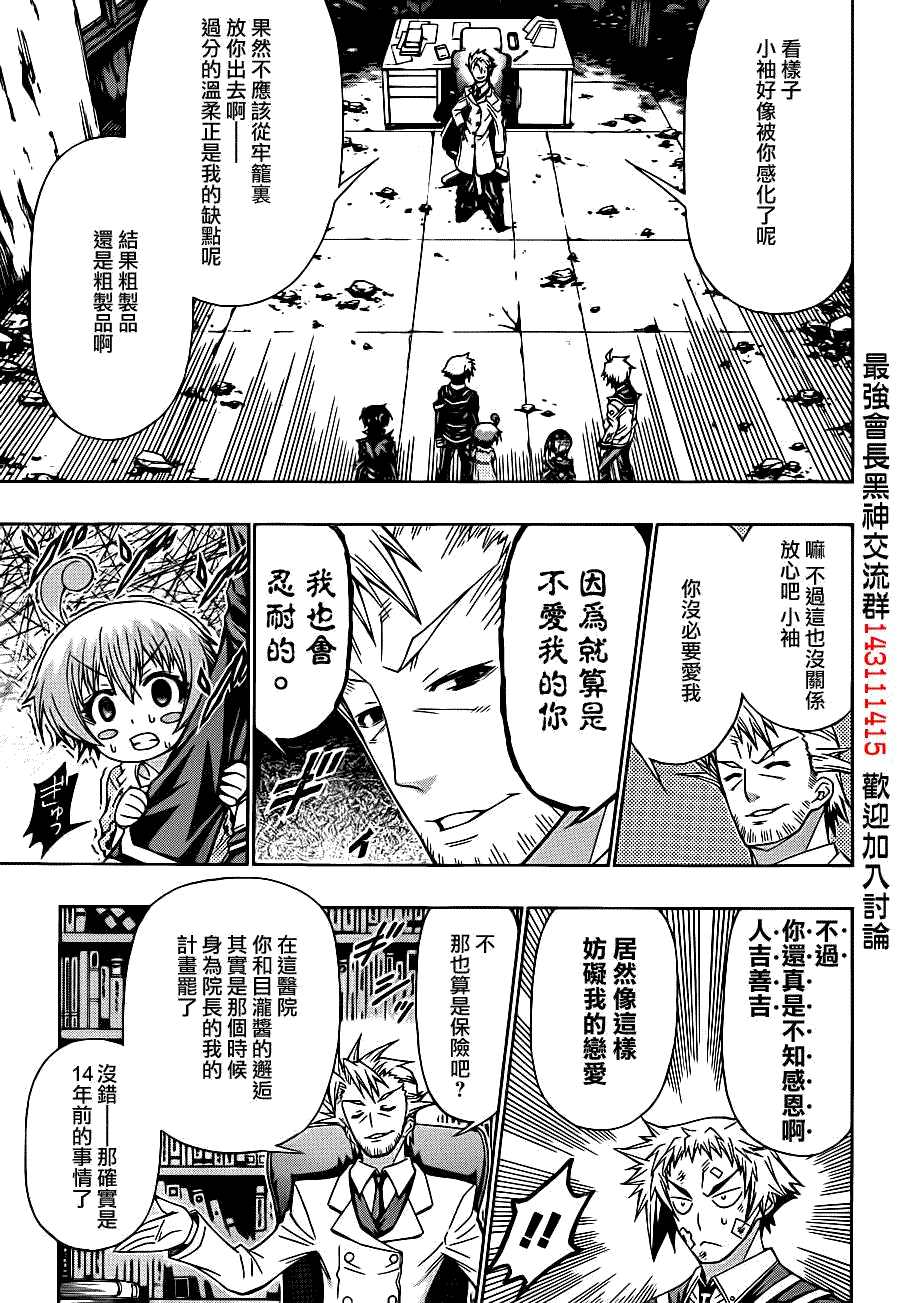 看樣子
小袖好像被你感化了呢
果然不應該從牢籠裏
放你出去啊——
過分的溫柔正是我的缺點呢
結果粗製品
還是粗製品啊
嘛 不過這也沒關係
放心吧 小袖
你沒必要愛我
因爲就算是
不愛我的你
我也會
忍耐的。
ぎゅっ
不過
你還真是不知感恩啊
人吉善吉
居然像這樣
妨礙我的戀愛
!!
不
那也算是保險吧？
在這醫院
你和目瀧醬的邂逅
其實是那個時候
身為院長的我的
計畫罷了
沒錯——那確實是
14年前的事情了
最強會長黑神交流群143111415 歡迎加入討論